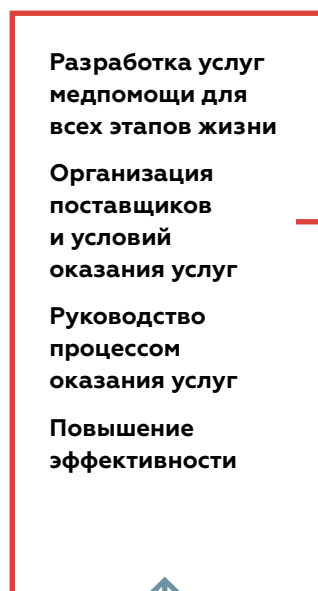 Разработка услуг
медпомощи для
всех этапов жизни
Организация
поставщиков
и условий
оказания услуг
Руководство
процессом
оказания услуг
Повышение
эффективности